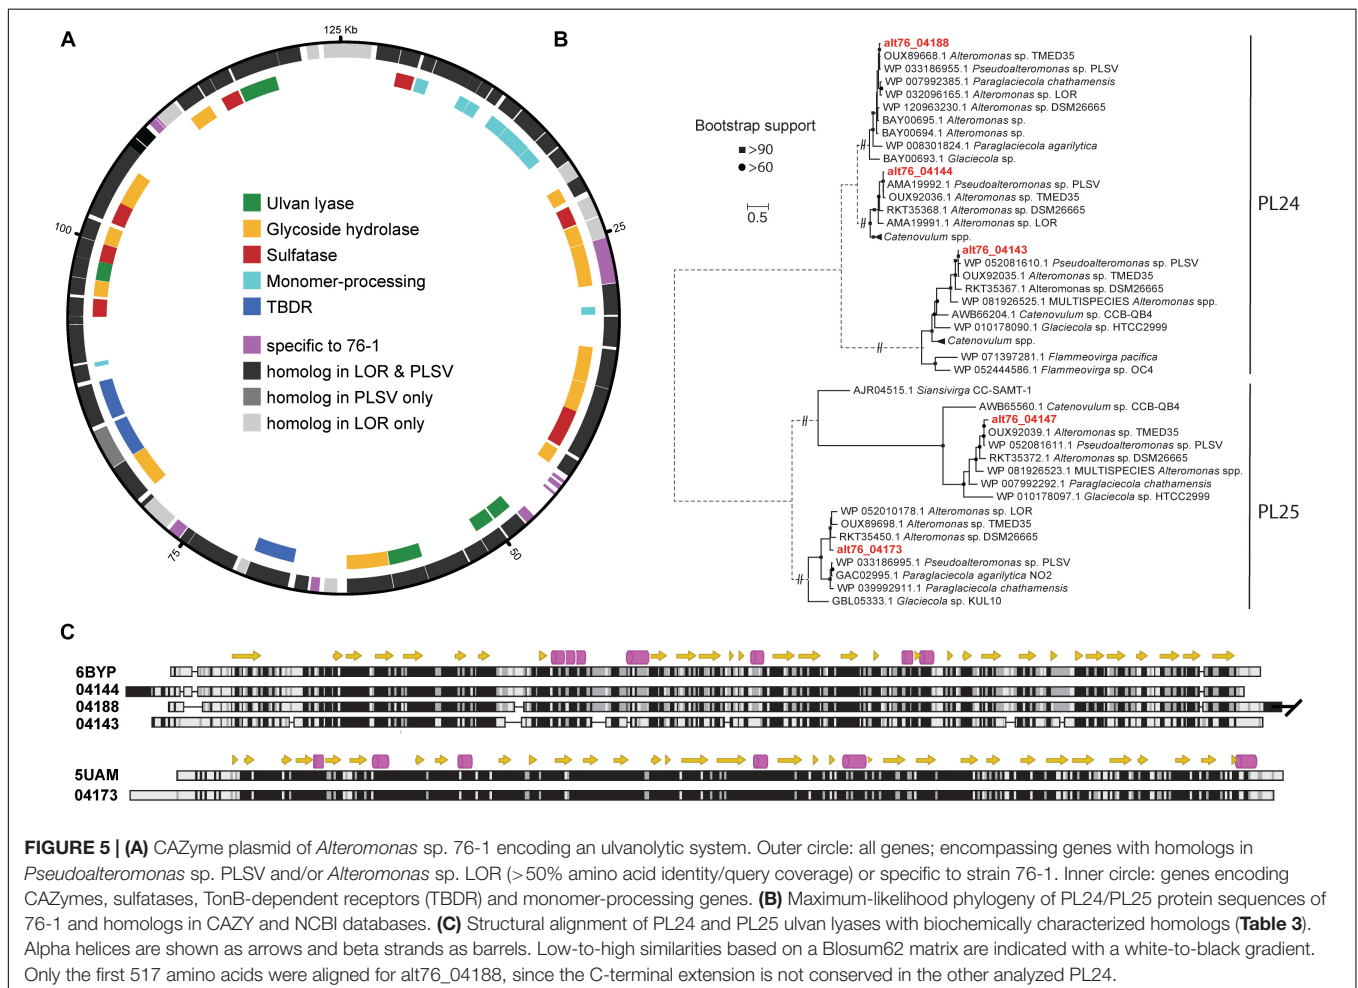 A
125 Kb
25
50
75
100
Ulvan lyase
Glycoside hydrolase
Sulfatase
Monomer-processing
TBDR
specific to 76-1
homolog in LOR & PLSV
homolog in PLSV only
homolog in LOR only
B
Bootstrap support
>90
>60
0.5
alt76_04188
OUX89668.1 Alteromonas sp. TMED35
WP 033186955.1 Pseudoalteromonas sp. PLSV
WP 007992385.1 Paraglaciecola chathamensis
WP 032096165.1 Alteromonas sp. LOR
WP 120963230.1 Alteromonas sp. DSM26665
BAY00695.1 Alteromonas sp.
BAY00694.1 Alteromonas sp.
WP 008301824.1 Paraglaciecola agarilytica
BAY00693.1 Glaciecola sp.
alt76_04144
AMA19992.1 Pseudoalteromonas sp. PLSV
OUX92036.1 Alteromonas sp. TMED35
RKT35368.1 Alteromonas sp. DSM26665
AMA19991.1 Alteromonas sp. LOR
Catenovulum spp.
alt76_04143
WP 052081610.1 Pseudoalteromonas sp. PLSV
OUX92035.1 Alteromonas sp. TMED35
RKT35367.1 Alteromonas sp. DSM26665
WP 081926525.1 MULTISPECIES Alteromonas spp.
AWB66204.1 Catenovulum sp. CCB-QB4
WP 010178090.1 Glaciecola sp. HTCC2999
Catenovulum spp.
WP 071397281.1 Flammeovirga pacifica
WP 052444586.1 Flammeovirga sp. OC4
PL24
AJR04515.1 Siansivirga CC-SAMT-1
AWB65560.1 Catenovulum sp. CCB-QB4
alt76_04147
OUX92039.1 Alteromonas sp. TMED35
WP 052081611.1 Pseudoalteromonas sp. PLSV
RKT35372.1 Alteromonas sp. DSM26665
WP 081926523.1 MULTISPECIES Alteromonas spp.
WP 007992292.1 Paraglaciecola chathamensis
WP 010178097.1 Glaciecola sp. HTCC2999
WP 052010178.1 Alteromonas sp. LOR
OUX89698.1 Alteromonas sp. TMED35
RKT35450.1 Alteromonas sp. DSM26665
alt76_04173
WP 033186995.1 Pseudoalteromonas sp. PLSV
GAC02995.1 Paraglaciecola agarilytica NO2
WP 039992911.1 Paraglaciecola chathamensis
GBL05333.1 Glaciecola sp. KUL10
PL25
C
6BYP
04144
04188
04143
5UAM
04173
FIGURE 5 | (A) CAZyme plasmid of Alteromonas sp. 76-1 encoding an ulvanolytic system. Outer circle: all genes; encompassing genes with homologs in
Pseudoalteromonas sp. PLSV and/or Alteromonas sp. LOR (>50% amino acid identity/query coverage) or specific to strain 76-1. Inner circle: genes encoding
CAZymes, sulfatases, TonB-dependent receptors (TBDR) and monomer-processing genes. (B) Maximum-likelihood phylogeny of PL24/PL25 protein sequences of
76-1 and homologs in CAZY and NCBI databases. (C) Structural alignment of PL24 and PL25 ulvan lyases with biochemically characterized homologs (Table 3).
Alpha helices are shown as arrows and beta strands as barrels. Low-to-high similarities based on a Blosum62 matrix are indicated with a white-to-black gradient.
Only the first 517 amino acids were aligned for alt76_04188, since the C-terminal extension is not conserved in the other analyzed PL24.